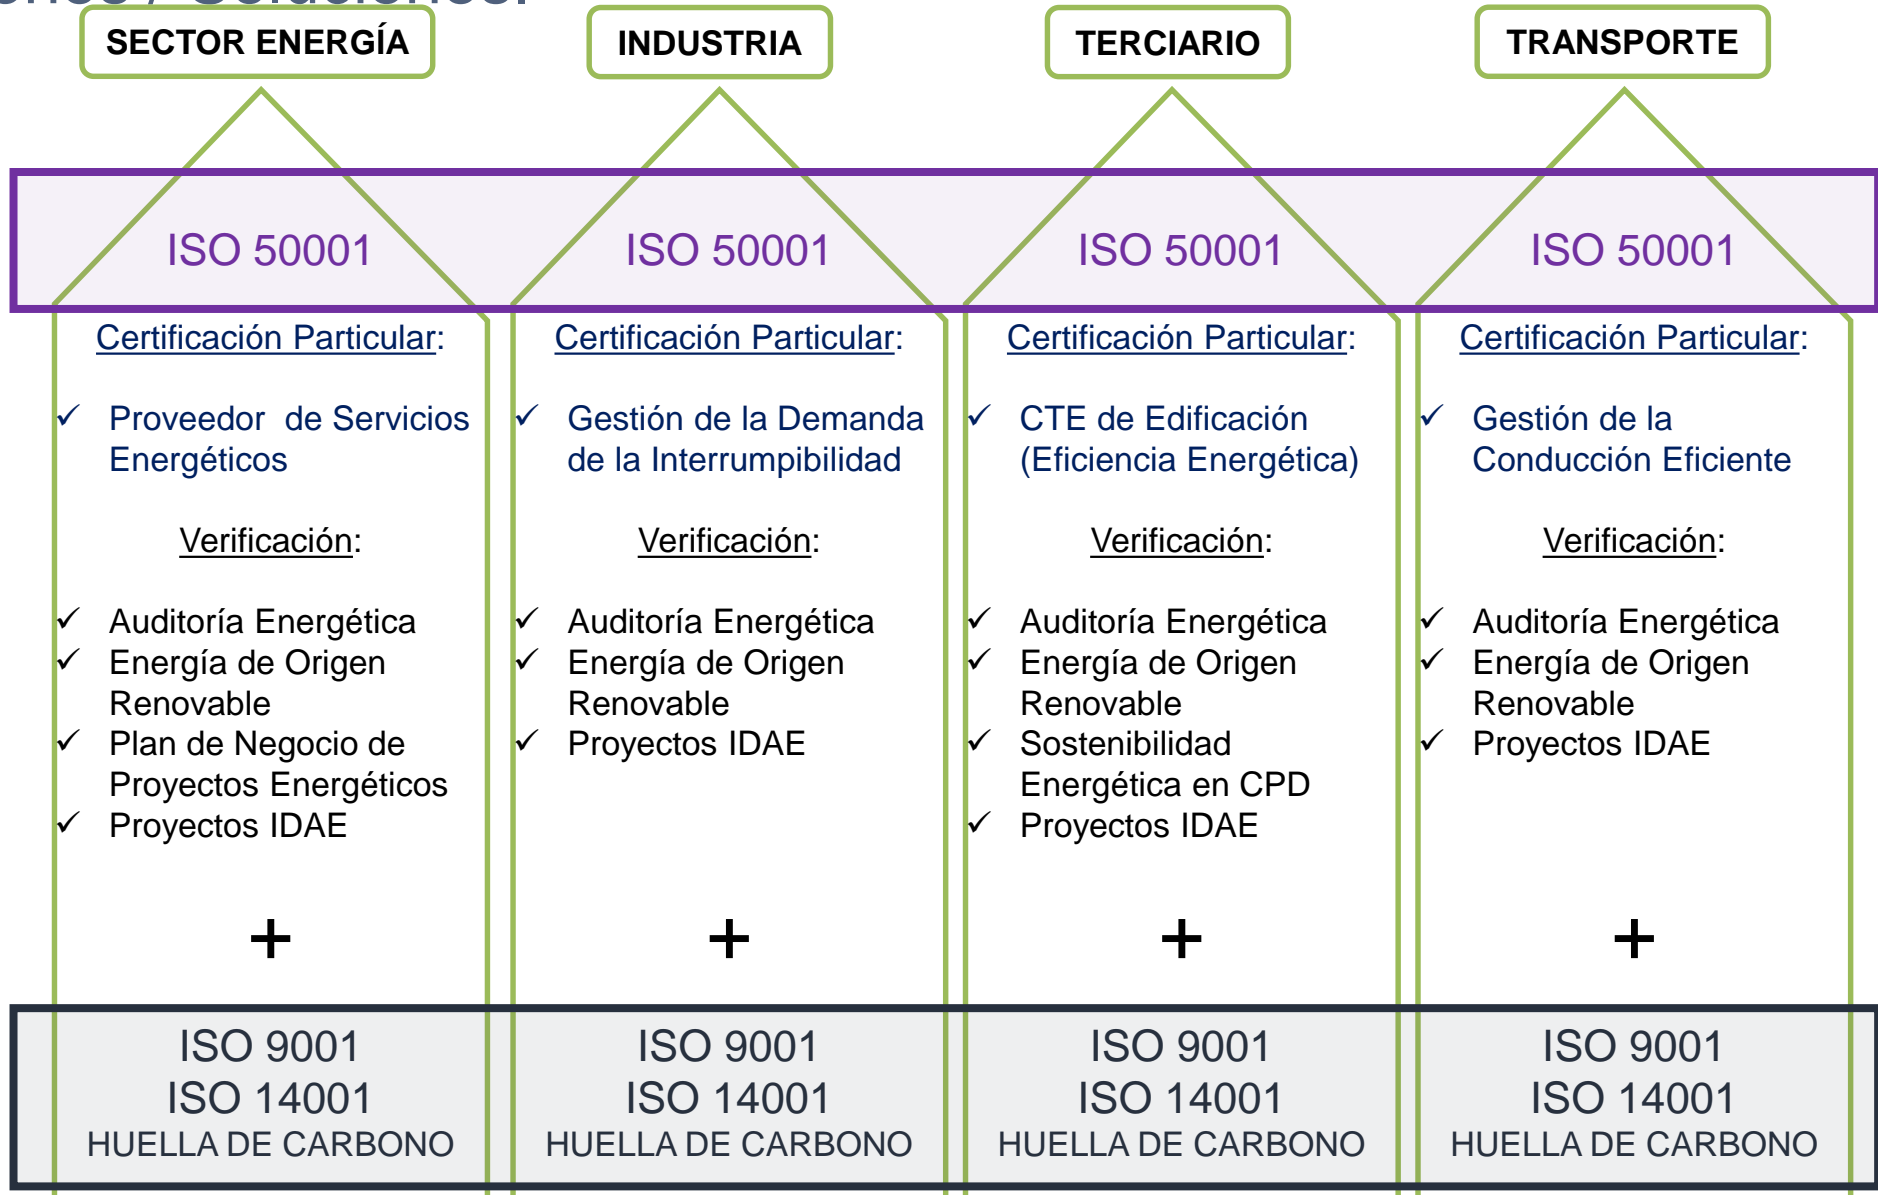 SECTOR ENERGÍA
ISO 50001
Certificación Particular:
✓ Proveedor de Servicios
Energéticos
Verificación:
✓ Auditoría Energética
✓ Energía de Origen
Renovable
✓ Plan de Negocio de
Proyectos Energéticos
✓ Proyectos IDAE
+
ISO 9001
ISO 14001
HUELLA DE CARBONO
INDUSTRIA
ISO 50001
Certificación Particular:
✓ Gestión de la Demanda
de la Interrumpibilidad
Verificación:
✓ Auditoría Energética
✓ Energía de Origen
Renovable
✓ Proyectos IDAE
+
ISO 9001
ISO 14001
HUELLA DE CARBONO
TERCIARIO
ISO 50001
Certificación Particular:
✓ CTE de Edificación
(Eficiencia Energética)
Verificación:
✓ Auditoría Energética
✓ Energía de Origen
Renovable
✓ Sostenibilidad
Energética en CPD
✓ Proyectos IDAE
+
ISO 9001
ISO 14001
HUELLA DE CARBONO
TRANSPORTE
ISO 50001
Certificación Particular:
✓ Gestión de la
Conducción Eficiente
Verificación:
✓ Auditoría Energética
✓ Energía de Origen
Renovable
✓ Proyectos IDAE
+
ISO 9001
ISO 14001
HUELLA DE CARBONO